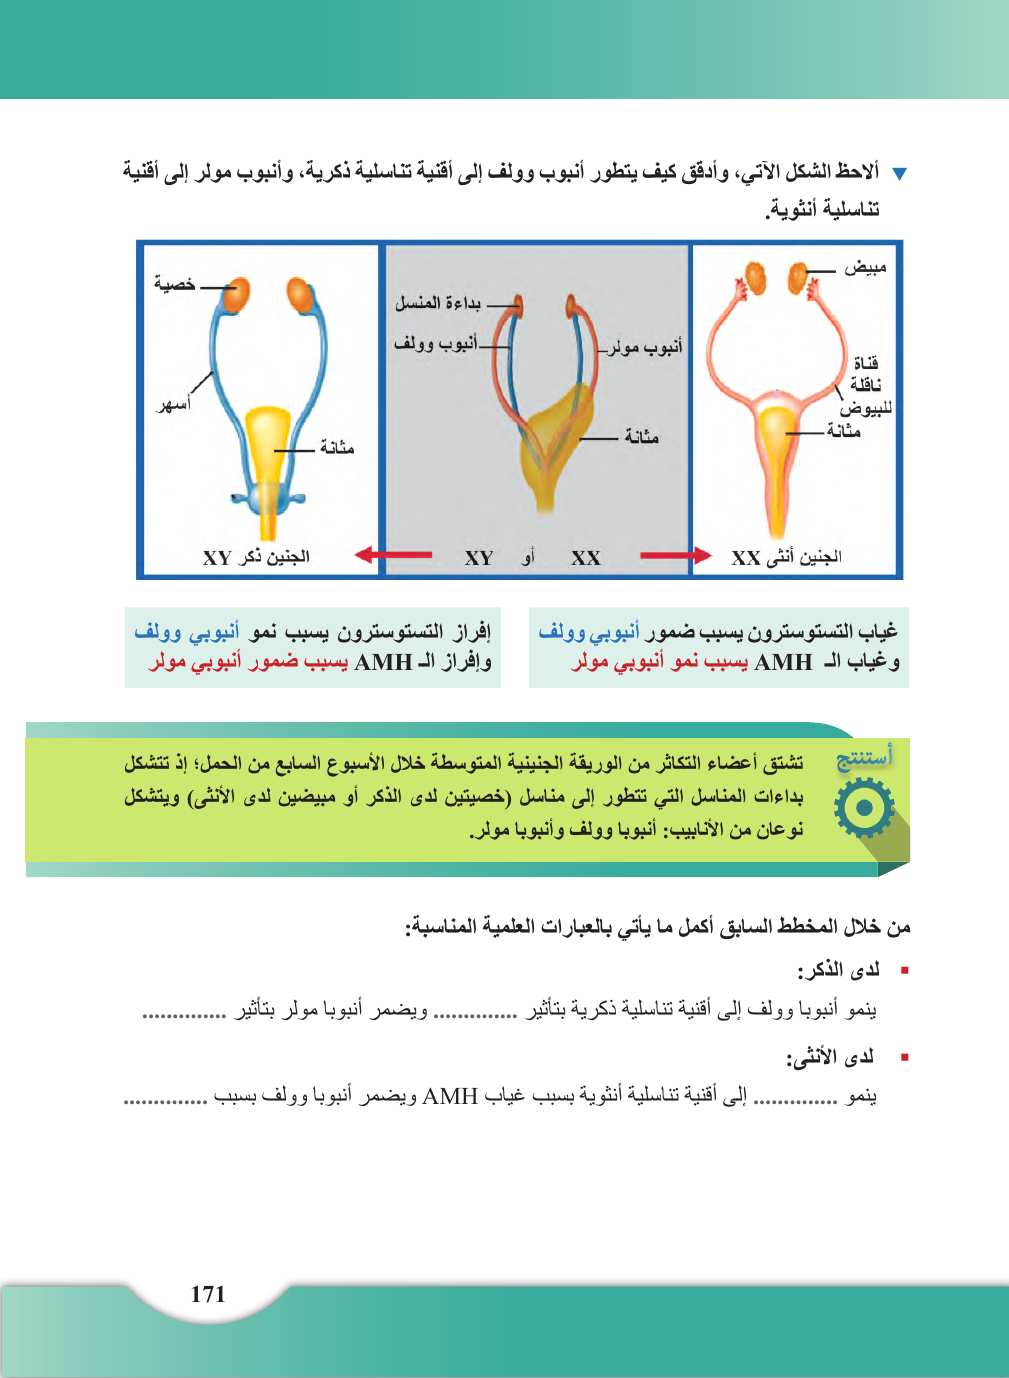 ألاحظ الشكل الآتي، وأدقق كيف يتطور أنبوب وولف إلى أقنية تناسلية ذكرية، وأنبوب مولر إلى أقنية
تناسلية أنثوية.
مبيض
قناة
ناقلة
للبيوض
مثانة
الجنين أنثى XX
بداءة المنسل
أنبوب وولف
أنبوب مولر
مثانة
XX أو XY
خصية
أسهر
مثانة
الجنين ذكر XY
غياب التستوسترون يسبب ضمور أنبوبي وولف
وغياب الـ AMH يسبب نمو أنبوبي مولر
إفراز التستوسترون يسبب نمو أنبوبي وولف
وإفراز الـ AMH يسبب ضمور أنبوبي مولر
أستنتج
تشتق أعضاء التكاثر من الوريقة الجنينية المتوسطة خلال الأسبوع السابع من الحمل؛ إذ تتشكل
بداءات المناسل التي تتطور إلى مناسل (خصيتين لدى الذكر أو مبيضين لدى الأنثى) ويتشكل
نوعان من الأنابيب: أنبوبا وولف وأنبوبا مولر.
من خلال المخطط السابق أكمل ما يأتي بالعبارات العلمية المناسبة:
لدى الذكر:
ينمو أنبوبا وولف إلى أقنية تناسلية ذكرية بتأثير .............. ويضمر أنبوبا مولر بتأثير ..............
لدى الأنثى:
ينمو .............. إلى أقنية تناسلية أنثوية بسبب غياب AMH ويضمر أنبوبا وولف بسبب ..............
171